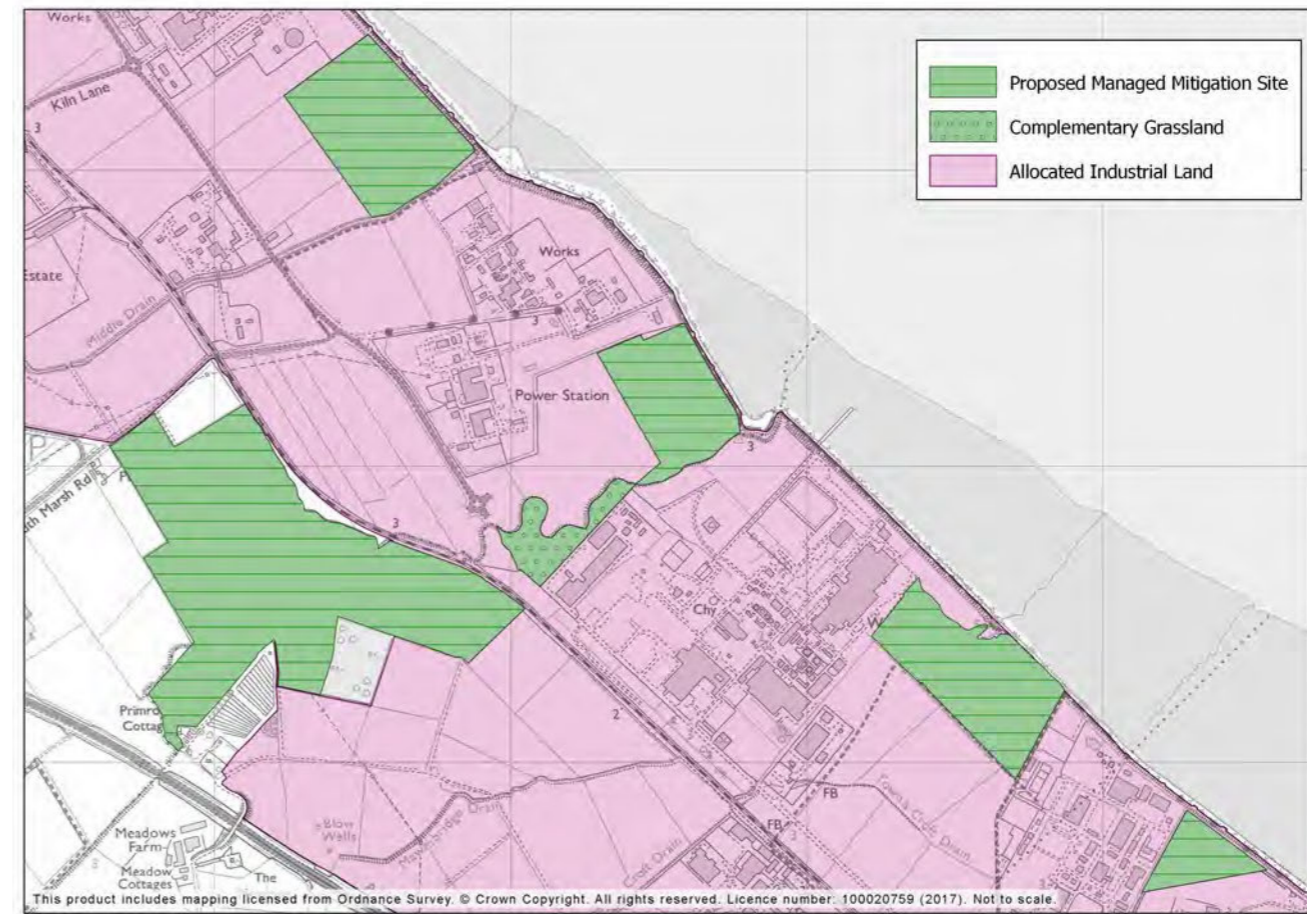 Works
Kiln Lane
3
Proposed Managed Mitigation Site
Complementary Grassland
Allocated Industrial Land
Works
Estate
Middle Drain
3
Power Station
3
3
Marsh Rd
Chy
2
Meadows
Farm
Meadow
Cottages
The
Blow
Wells
FB
FB
3
This product includes mapping licensed from Ordnance Survey. © Crown Copyright. All rights reserved. Licence number: 100020759 (2017). Not to scale.